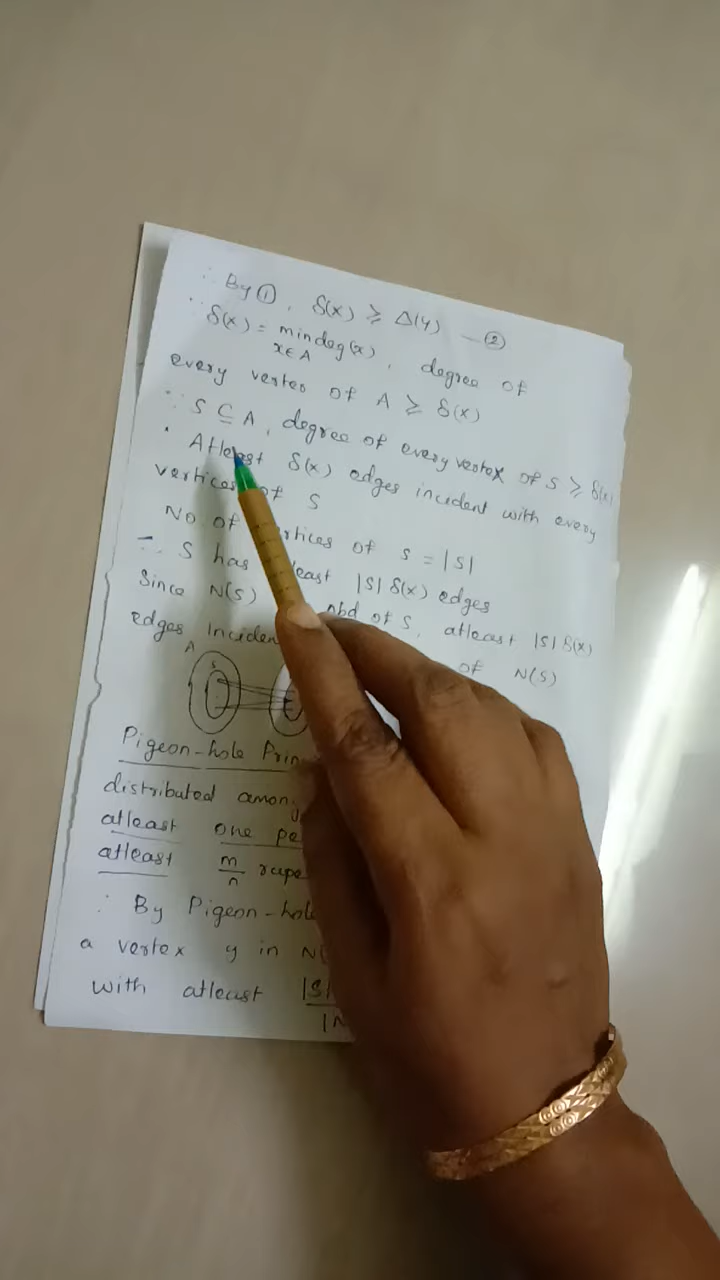 ∴ By ①, δ(x) ≥ Δ(y) — ②
∵ δ(x) = min deg(x), degree of
x∈A
every vertex of A ≥ δ(x)
∵ S ⊆ A, degree of every vertex of S ≥ δ(x)
∴ Atleast δ(x) edges incident with every
vertices of S
No of vertices of S = |S|
∴ S has atleast |S| δ(x) edges
Since N(S) nbd of S, atleast |S| δ(x)
edges Inciden of N(S)
A S
Pigeon-hole Prin
distributed among
atleast one pe
atleast m/n rupe
∴ By Pigeon-hole
a vertex y in N(
with atleast |S|
|N